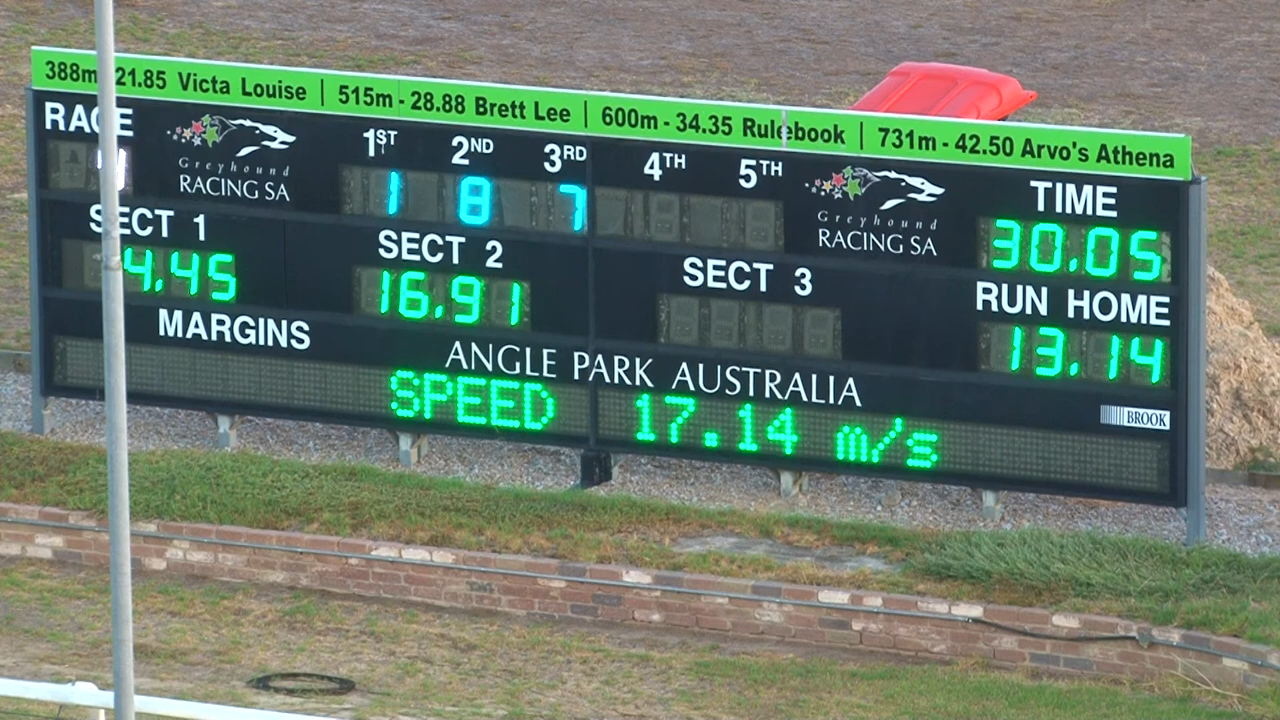 388m 21.85 Victa Louise | 515m - 28.88 Brett Lee | 600m - 34.35 Rulebook | 731m - 42.50 Arvo's Athena
RACE
Greyhound
RACING SA
1ST 2ND 3RD 4TH 5TH
1 8 7
Greyhound
RACING SA
TIME
30.05
SECT 1
4.45
SECT 2
16.91
SECT 3
RUN HOME
13.14
MARGINS
ANGLE PARK AUSTRALIA
SPEED 17.14 m/s
BROOK